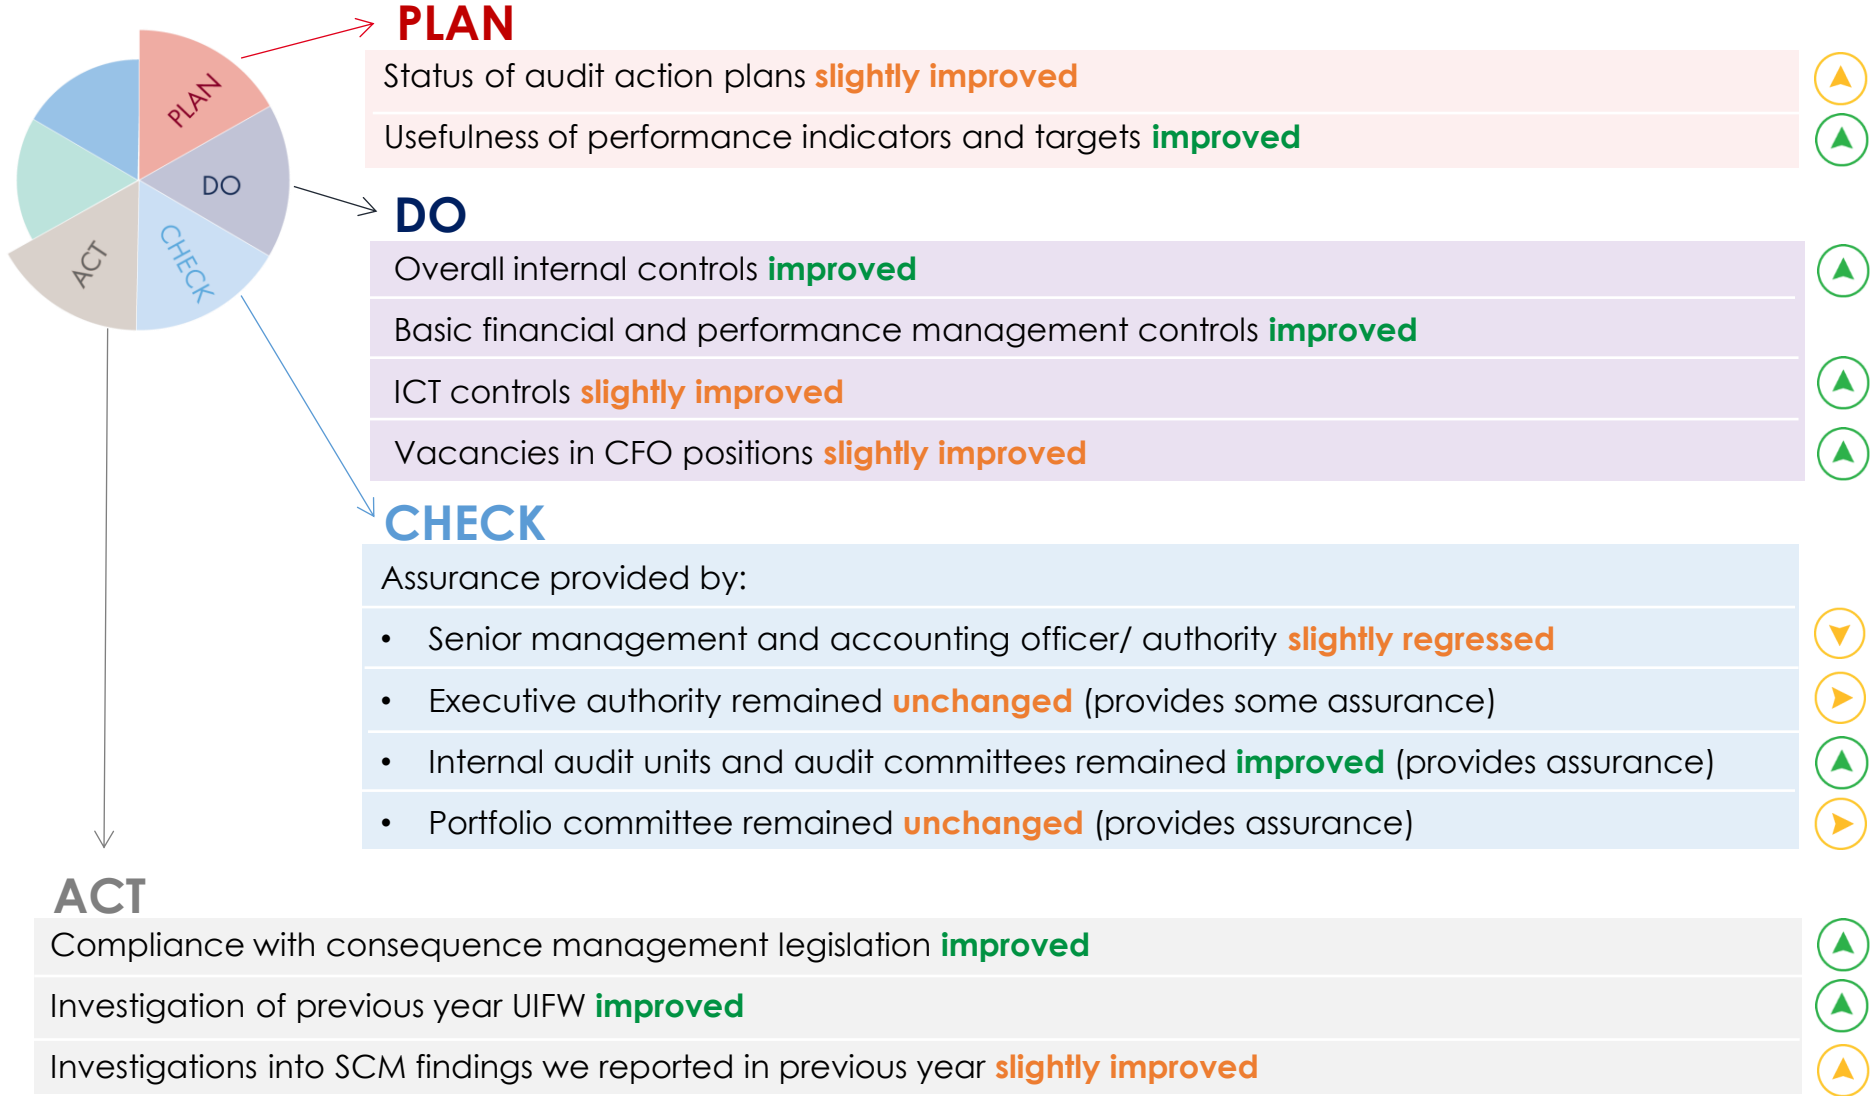 PLAN
DO
CHECK
ACT
PLAN
Status of audit action plans slightly improved
Usefulness of performance indicators and targets improved
DO
Overall internal controls improved
Basic financial and performance management controls improved
ICT controls slightly improved
Vacancies in CFO positions slightly improved
CHECK
Assurance provided by:
• Senior management and accounting officer/ authority slightly regressed
• Executive authority remained unchanged (provides some assurance)
• Internal audit units and audit committees remained improved (provides assurance)
• Portfolio committee remained unchanged (provides assurance)
ACT
Compliance with consequence management legislation improved
Investigation of previous year UIFW improved
Investigations into SCM findings we reported in previous year slightly improved